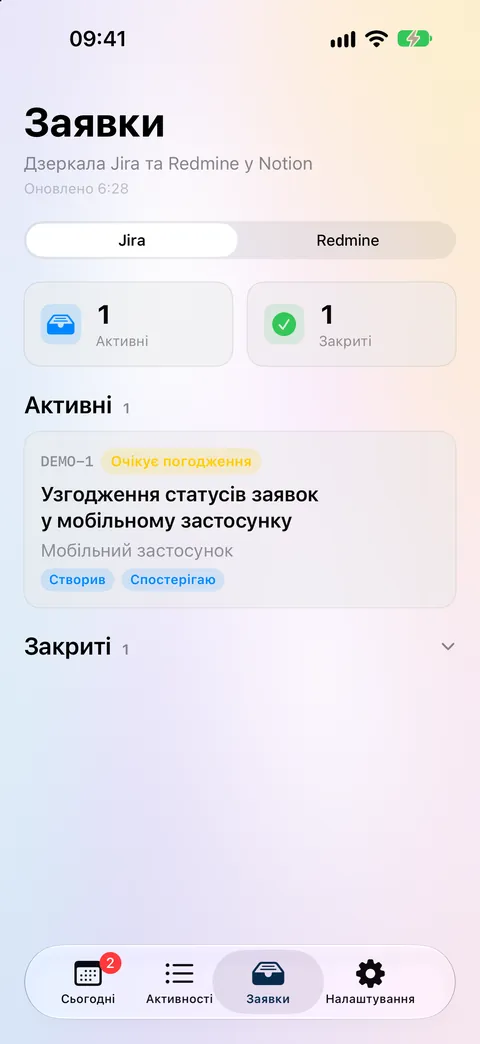 09:41
Заявки
Дзеркала Jira та Redmine у Notion
Оновлено 6:28
Jira
Redmine
1
Активні
1
Закриті
Активні 1
DEMO-1 Очікує погодження
Узгодження статусів заявок
у мобільному застосунку
Мобільний застосунок
Створив Спостерігаю
Закриті 1
2
Сьогодні
Активності
Заявки
Налаштування